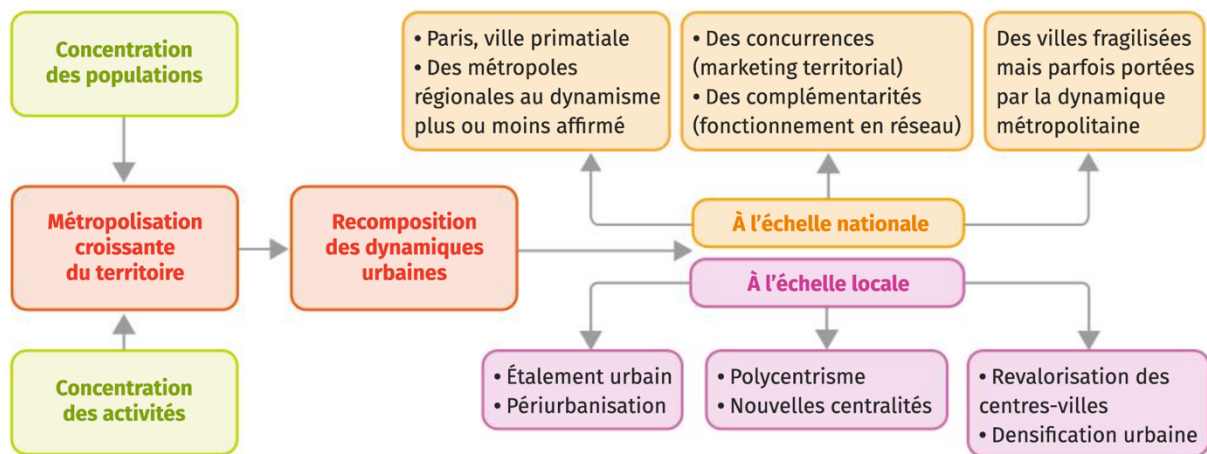 Concentration
des populations
Métropolisation
croissante
du territoire
Concentration
des activités
Recomposition
des dynamiques
urbaines
• Paris, ville primatiale
• Des métropoles
régionales au dynamisme
plus ou moins affirmé
• Des concurrences
(marketing territorial)
• Des complémentarités
(fonctionnement en réseau)
Des villes fragilisées
mais parfois portées
par la dynamique
métropolitaine
À l’échelle nationale
À l’échelle locale
• Étalement urbain
• Périurbanisation
• Polycentrisme
• Nouvelles centralités
• Revalorisation des
centres-villes
• Densification urbaine